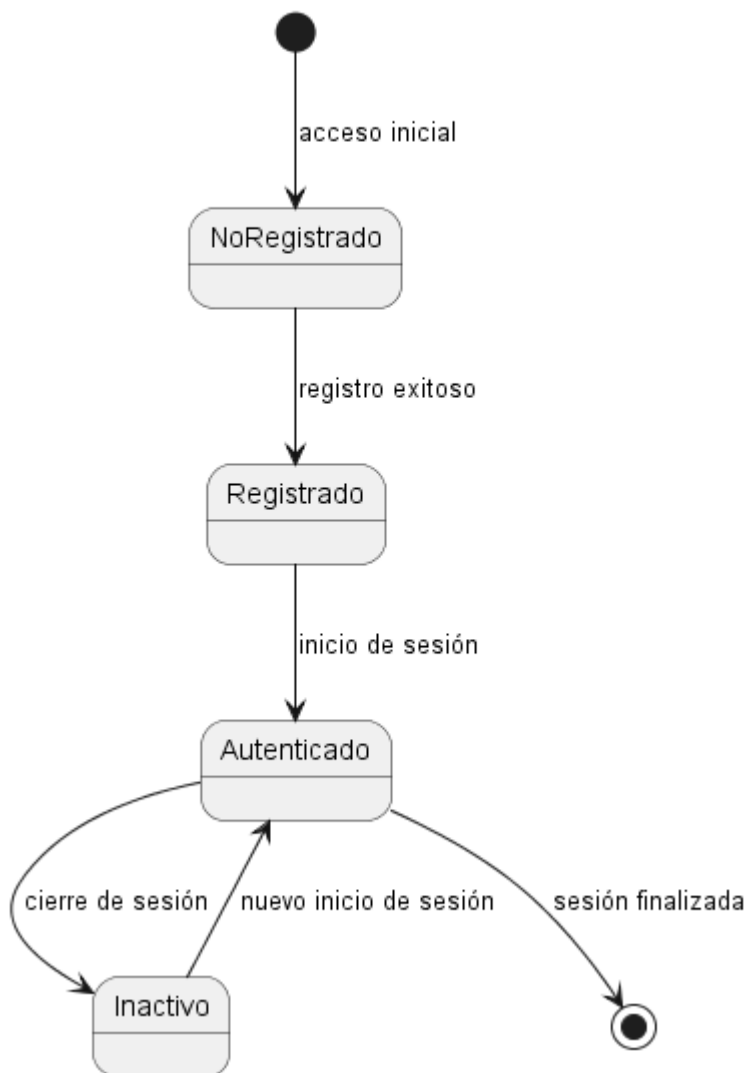 acceso inicial
NoRegistrado
registro exitoso
Registrado
inicio de sesión
Autenticado
cierre de sesión
nuevo inicio de sesión
sesión finalizada
Inactivo